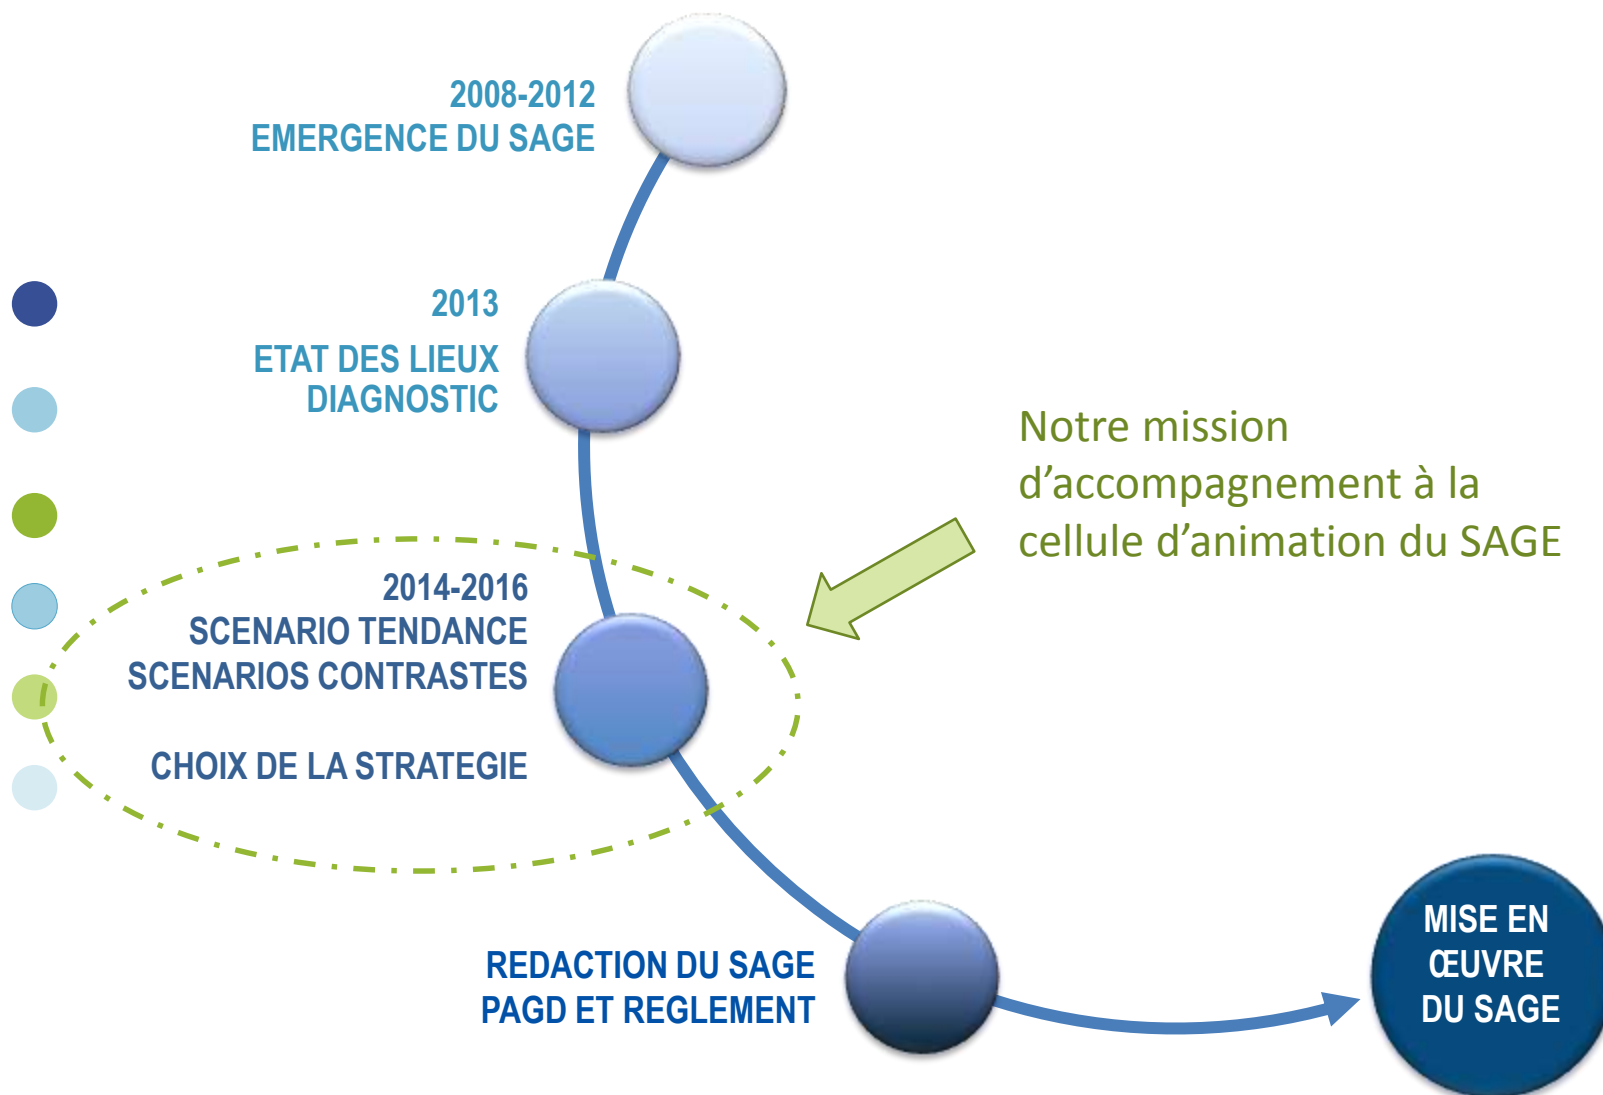 2008-2012
EMERGENCE DU SAGE
2013
ETAT DES LIEUX
DIAGNOSTIC
Notre mission
d’accompagnement à la
cellule d’animation du SAGE
2014-2016
SCENARIO TENDANCE
SCENARIOS CONTRASTES
CHOIX DE LA STRATEGIE
REDACTION DU SAGE
PAGD ET REGLEMENT
MISE EN
ŒUVRE
DU SAGE